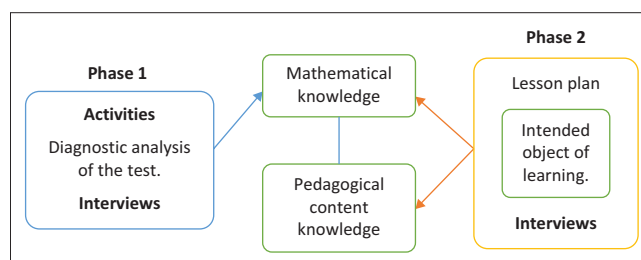 Phase 1
Activities
Diagnostic analysis
of the test.
Interviews
Mathematical
knowledge
Pedagogical
content
knowledge
Phase 2
Lesson plan
Intended
object of
learning.
Interviews